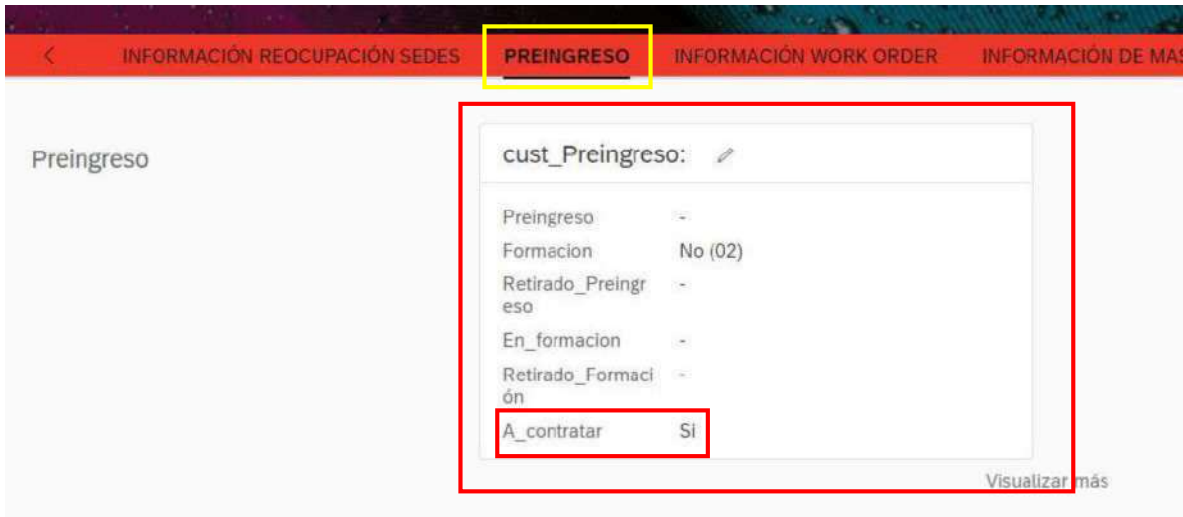 < INFORMACIÓN REOCUPACIÓN SEDES PREINGRESO INFORMACIÓN WORK ORDER INFORMACIÓN DE MAS
Preingreso
cust_Preingreso:
Preingreso -
Formacion No (02)
Retirado_Preingr -
eso
En_formacion -
Retirado_Formaci -
ón
A_contratar Si
Visualizar más